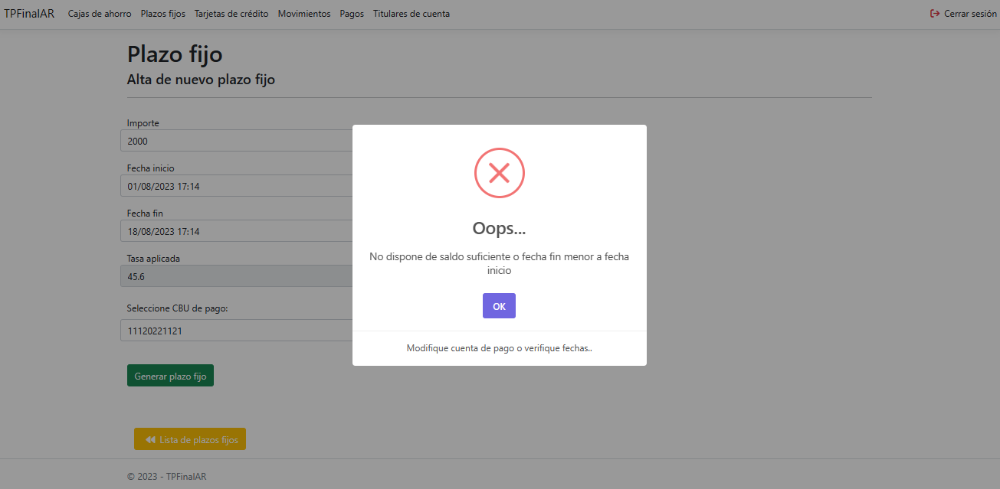 TPFinalAR Cajas de ahorro Plazos fijos Tarjetas de crédito Movimientos Pagos Titulares de cuenta Cerrar sesión
Plazo fijo
Alta de nuevo plazo fijo
Importe
2000
Fecha inicio
01/08/2023 17:14
Fecha fin
18/08/2023 17:14
Tasa aplicada
45.6
Seleccione CBU de pago:
11120221121
Generar plazo fijo
Lista de plazos fijos
© 2023 - TPFinalAR
Oops...
No dispone de saldo suficiente o fecha fin menor a fecha
inicio
OK
Modifique cuenta de pago o verifique fechas..